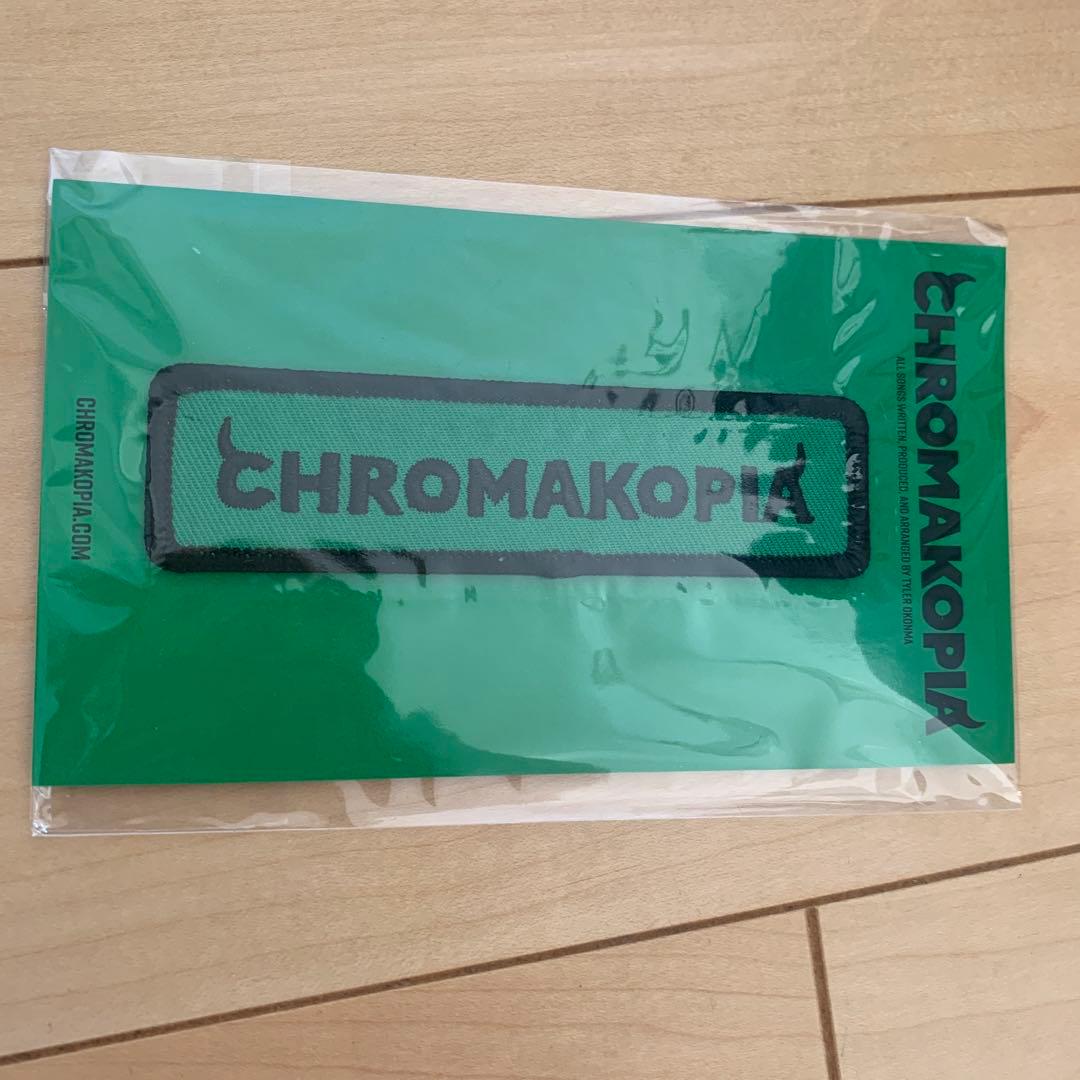 CHROMAKOPIA
CHROMAKOPIA
ALL SONGS WRITTEN, PRODUCED, AND ARRANGED BY TYLER OKONMA
CHROMAKOPIA.COM